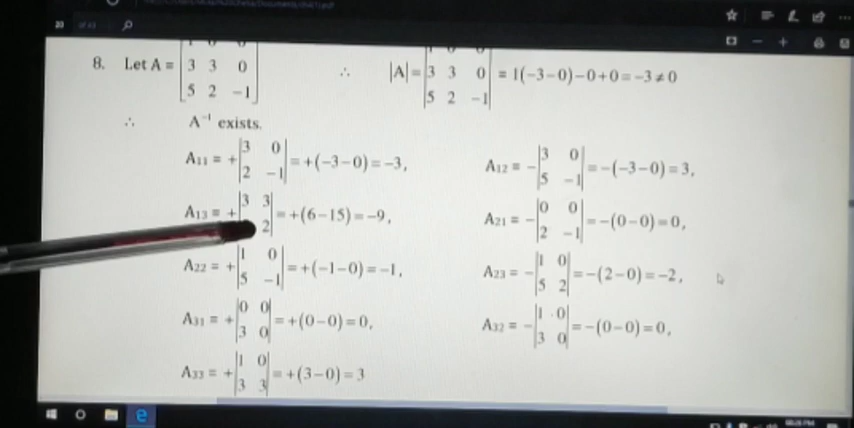 8. Let A = 3 3 0 ∴ |A| = 3 3 0 = 1(−3−0)−0+0=−3≠0
5 2 −1 5 2 −1
∴ A⁻¹ exists.
A₁₁ = + |3 0; 2 −1| = +(−3−0)=−3, A₁₂ = − |3 0; 5 −1| = −(−3−0)=3,
A₁₃ = + |3 3; 2| = +(6−15)=−9, A₂₁ = − |0 0; 2 −1| = −(0−0)=0,
A₂₂ = + |1 0; 5 −1| = +(−1−0)=−1, A₂₃ = − |1 0; 5 2| = −(2−0)=−2,
A₃₁ = + |0 0; 3 0| = +(0−0)=0, A₃₂ = − |1 0; 3 0| = −(0−0)=0,
A₃₃ = + |1 0; 3 3| = +(3−0)=3